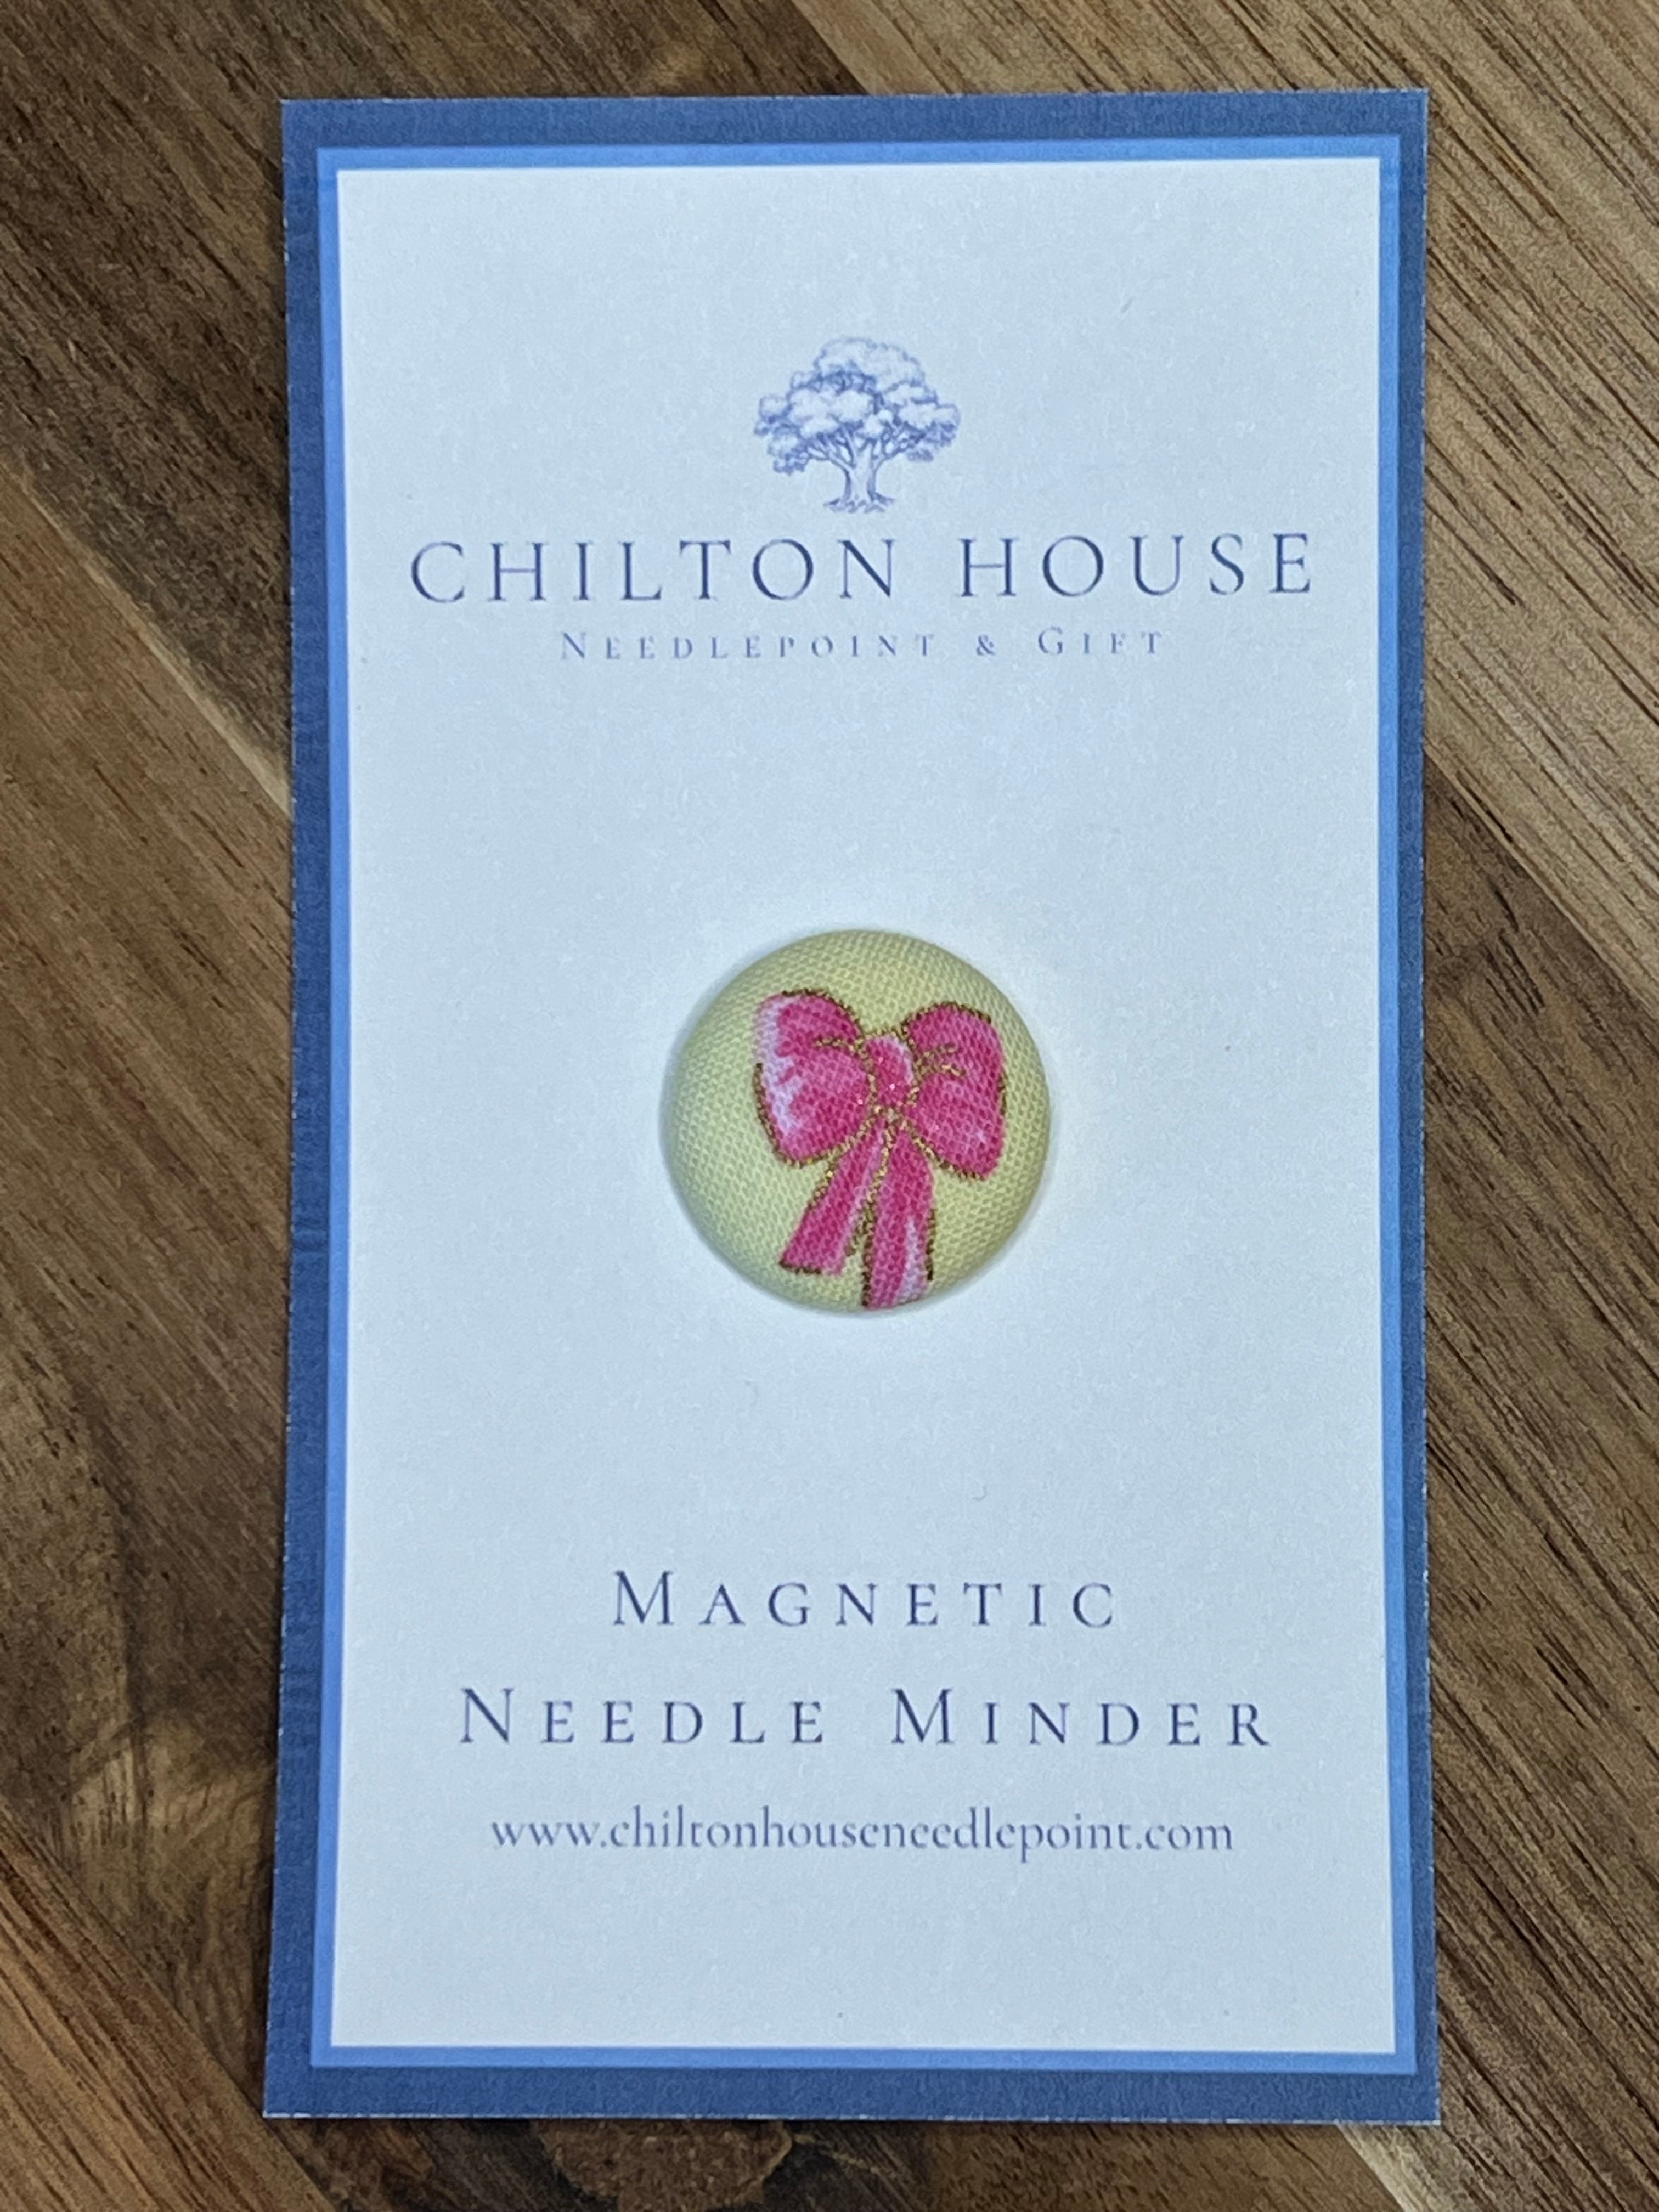 CHILTON HOUSE
NEEDLEPOINT & GIFT
MAGNETIC
NEEDLE MINDER
www.chiltonhouseneedlepoint.com